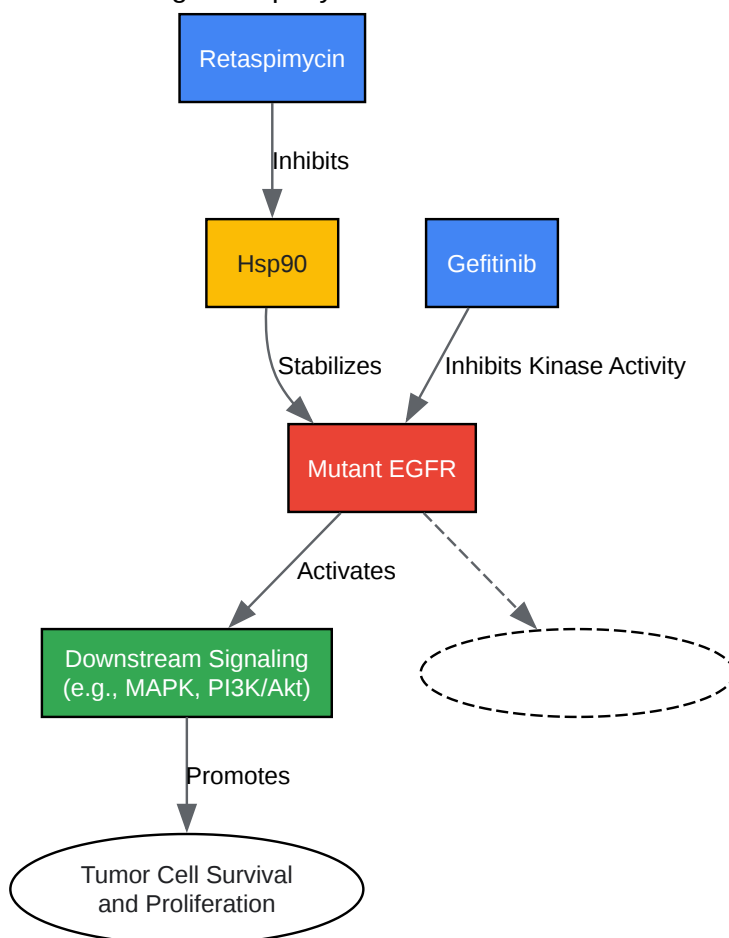 Retaspimycin
Inhibits
Hsp90
Gefitinib
Stabilizes
Inhibits Kinase Activity
Mutant EGFR
Activates
Downstream Signaling
(e.g., MAPK, PI3K/Akt)
Promotes
Tumor Cell Survival
and Proliferation